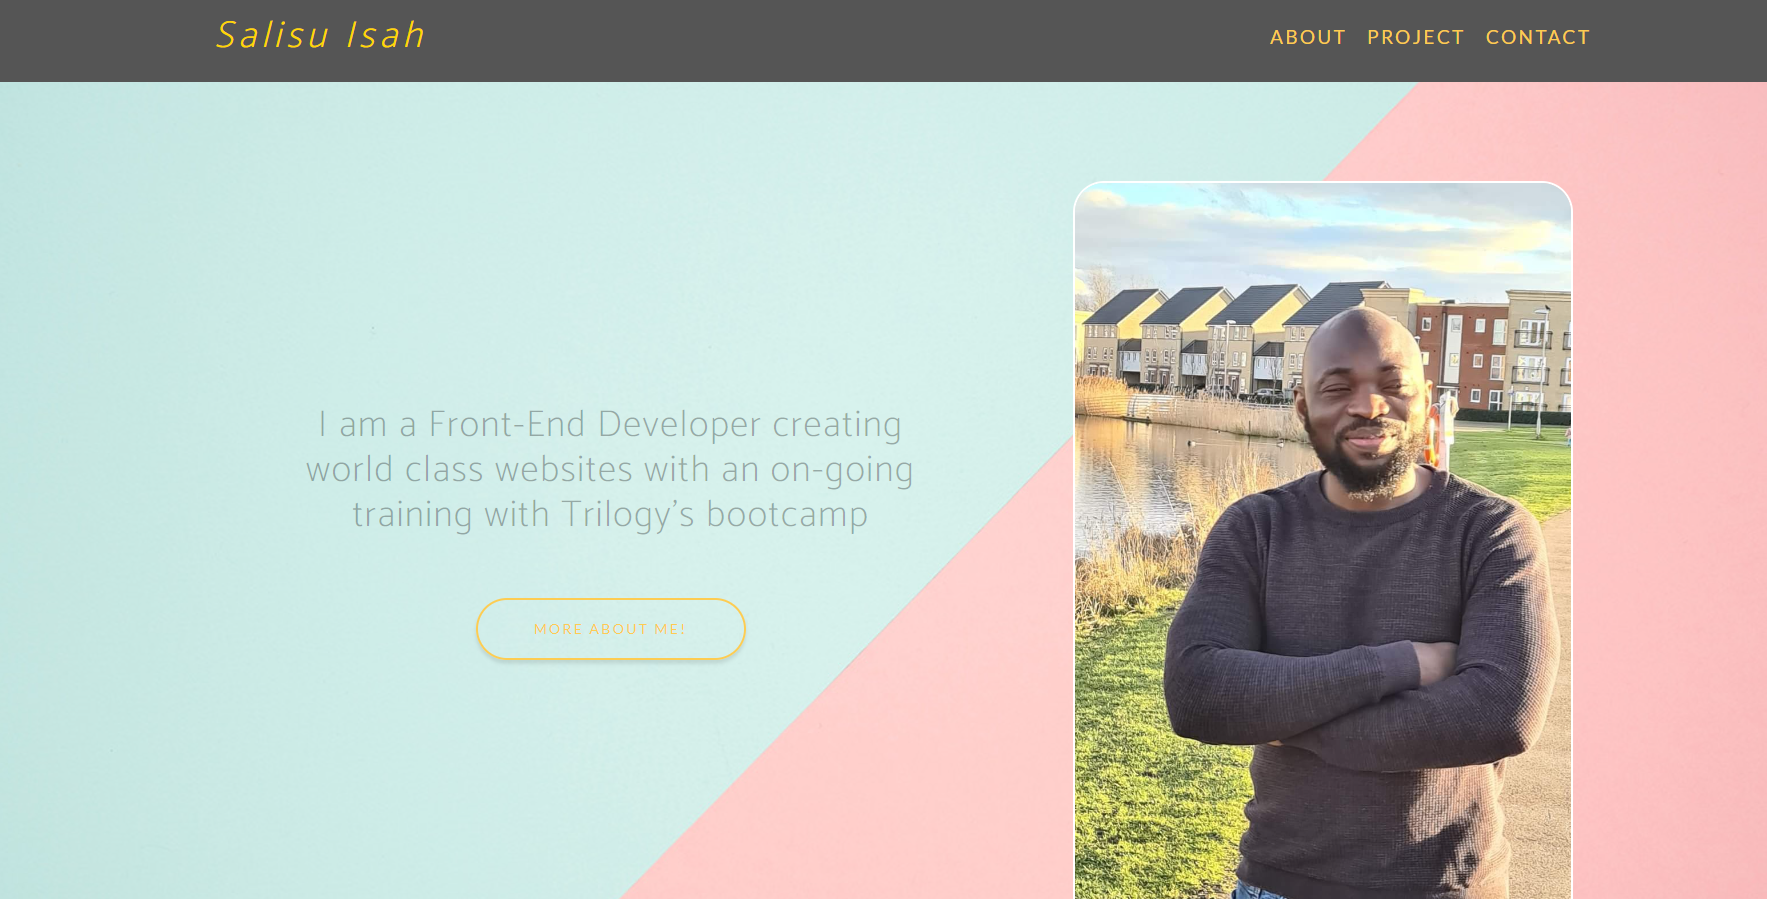 Salisu Isah
ABOUT PROJECT CONTACT
I am a Front-End Developer creating
world class websites with an on-going
training with Trilogy’s bootcamp
MORE ABOUT ME!